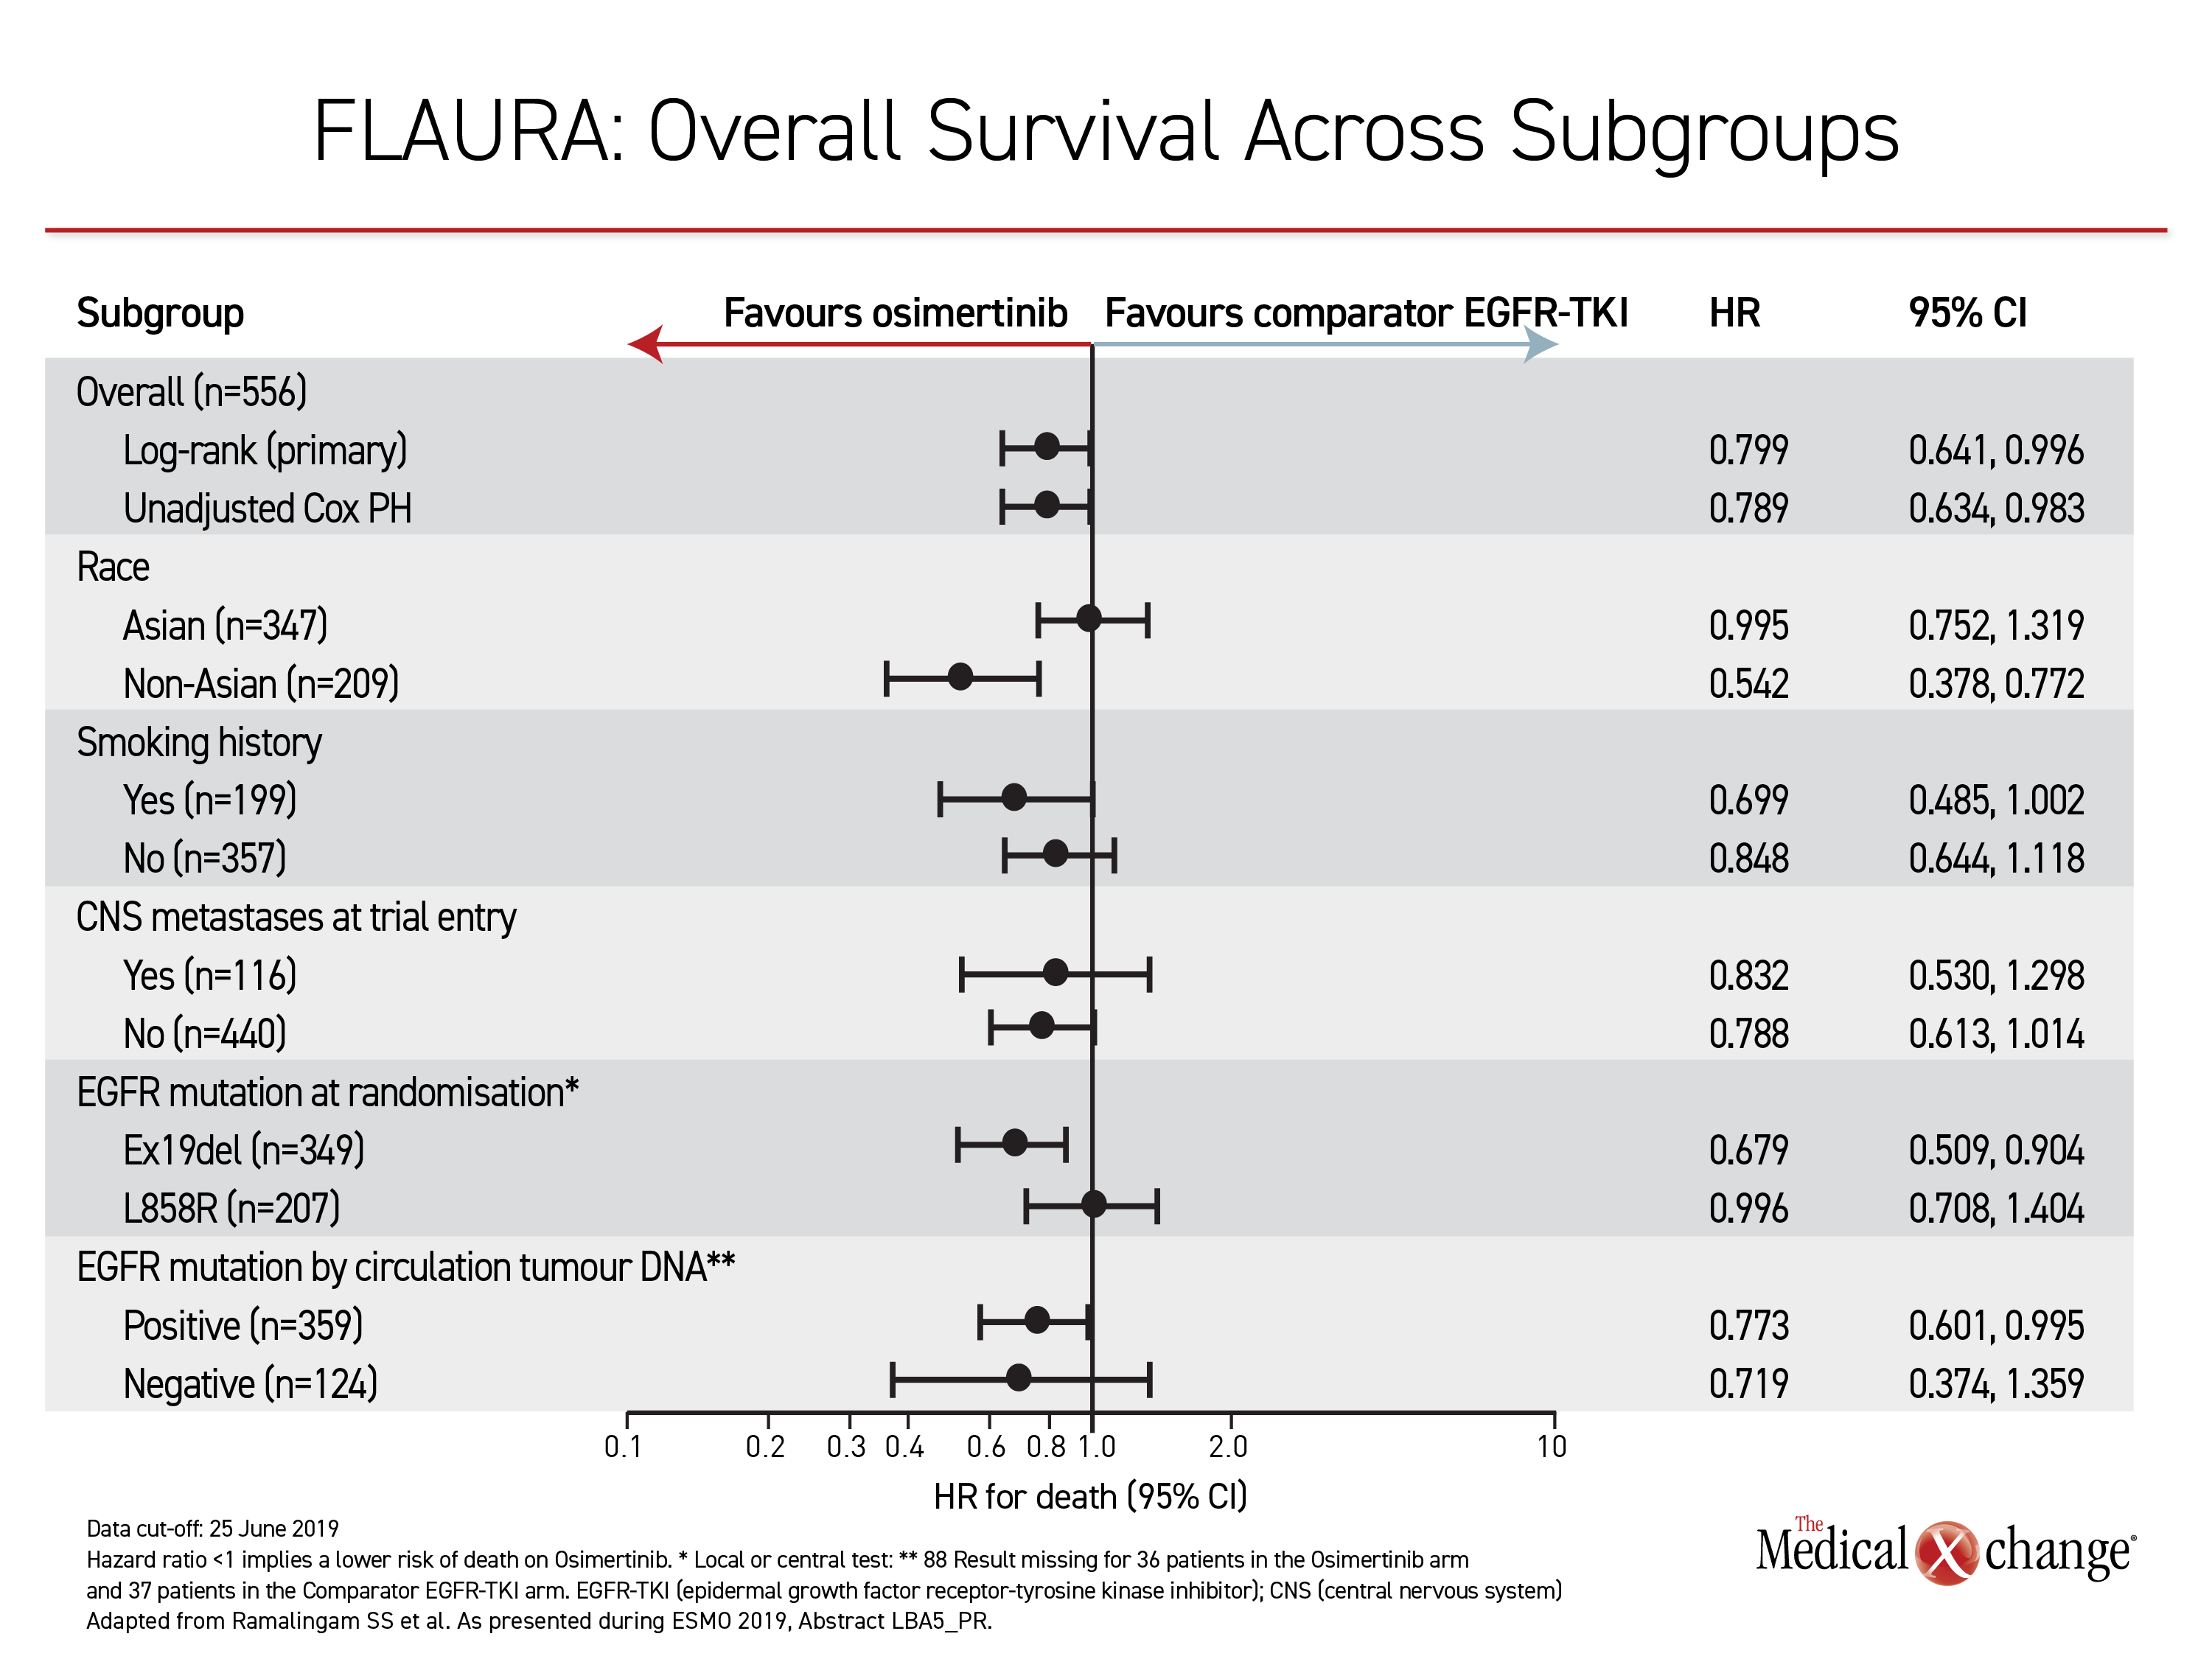 FLAURA: Overall Survival Across Subgroups
Subgroup Favours osimertinib Favours comparator EGFR-TKI HR 95% CI
Overall (n=556)
Log-rank (primary) 0.799 0.641, 0.996
Unadjusted Cox PH 0.789 0.634, 0.983
Race
Asian (n=347) 0.995 0.752, 1.319
Non-Asian (n=209) 0.542 0.378, 0.772
Smoking history
Yes (n=199) 0.699 0.485, 1.002
No (n=357) 0.848 0.644, 1.118
CNS metastases at trial entry
Yes (n=116) 0.832 0.530, 1.298
No (n=440) 0.788 0.613, 1.014
EGFR mutation at randomisation*
Ex19del (n=349) 0.679 0.509, 0.904
L858R (n=207) 0.996 0.708, 1.404
EGFR mutation by circulation tumour DNA**
Positive (n=359) 0.773 0.601, 0.995
Negative (n=124) 0.719 0.374, 1.359
0.1 0.2 0.3 0.4 0.6 0.8 1.0 2.0 10
HR for death (95% CI)
Data cut-off: 25 June 2019
Hazard ratio <1 implies a lower risk of death on Osimertinib. * Local or central test: ** 88 Result missing for 36 patients in the Osimertinib arm
and 37 patients in the Comparator EGFR-TKI arm. EGFR-TKI (epidermal growth factor receptor-tyrosine kinase inhibitor); CNS (central nervous system)
Adapted from Ramalingam SS et al. As presented during ESMO 2019, Abstract LBA5_PR.
The
Medical X change®